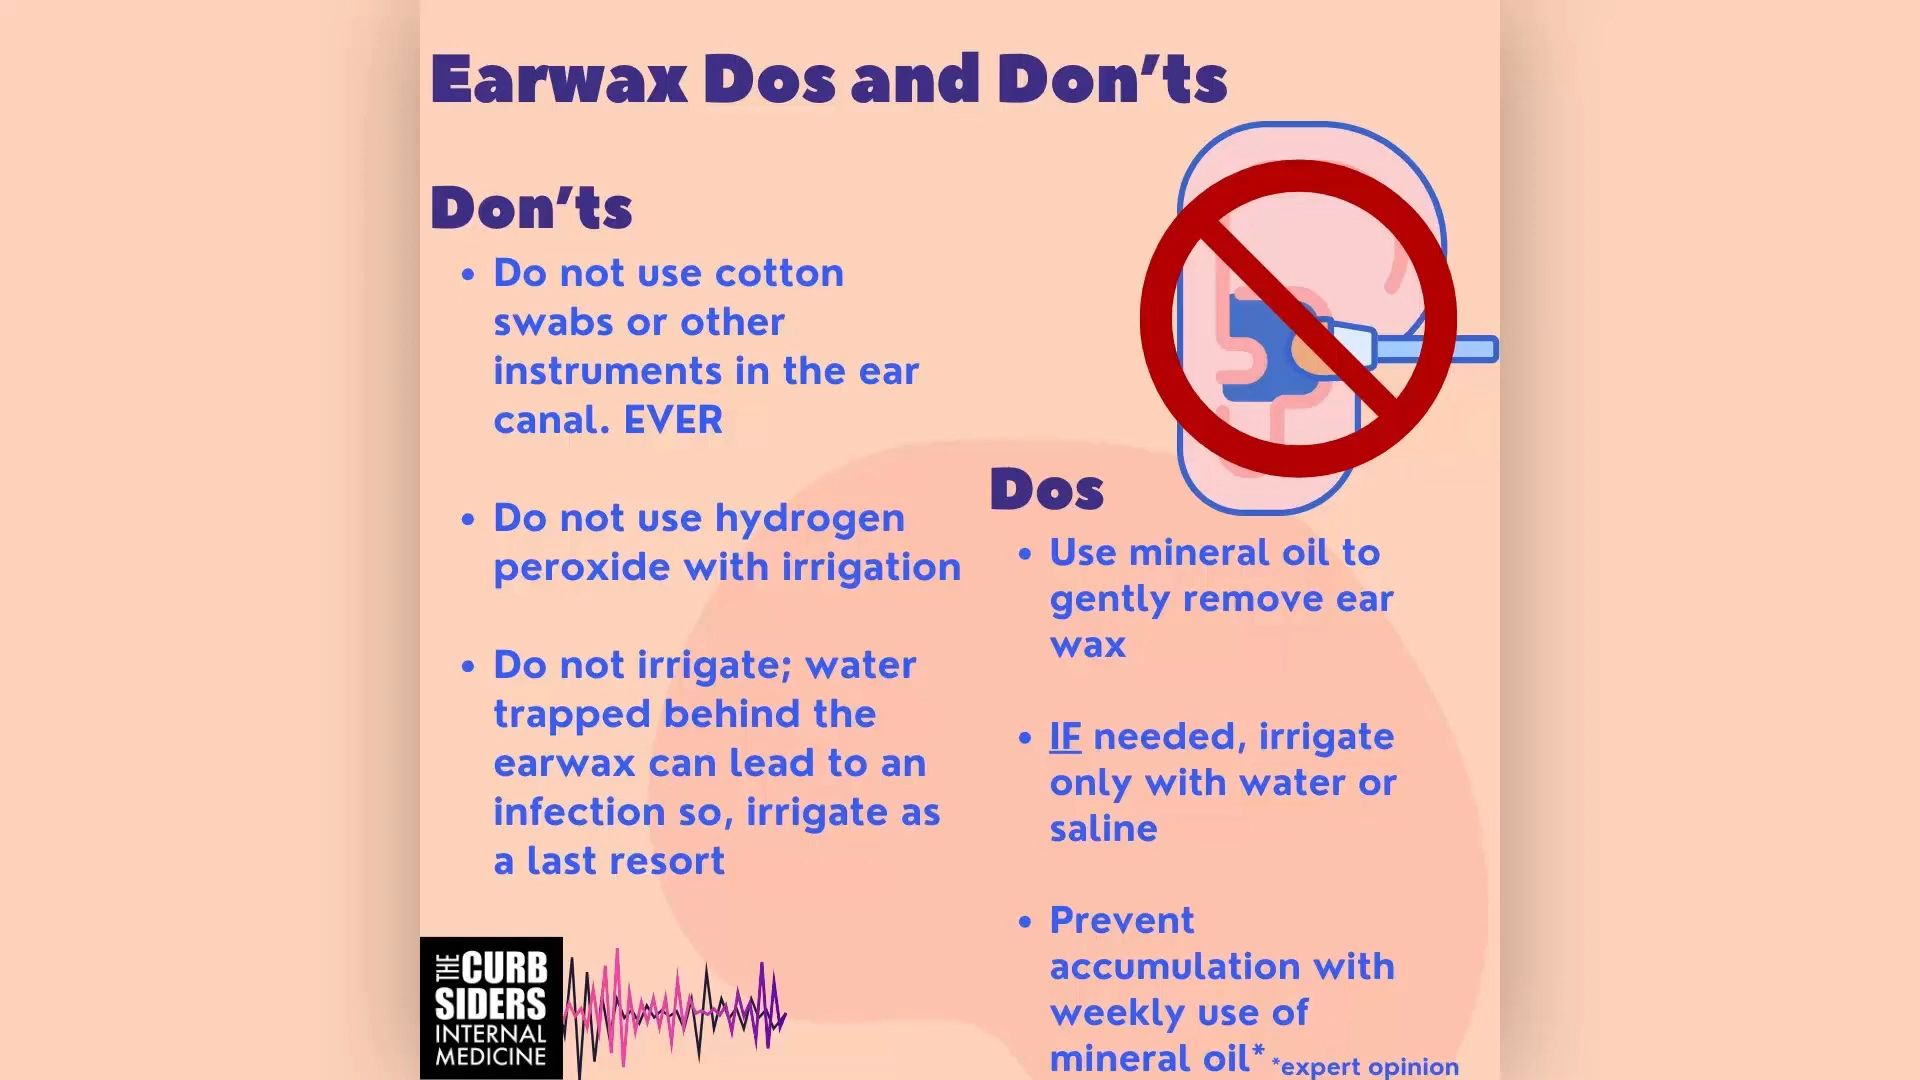 Earwax Dos and Don'ts
Don'ts
• Do not use cotton
swabs or other
instruments in the ear
canal. EVER
• Do not use hydrogen
peroxide with irrigation
• Do not irrigate; water
trapped behind the
earwax can lead to an
infection so, irrigate as
a last resort
Dos
• Use mineral oil to
gently remove ear
wax
• IF needed, irrigate
only with water or
saline
• Prevent
accumulation with
weekly use of
mineral oil* *expert opinion
THE CURB
SIDERS
INTERNAL
MEDICINE